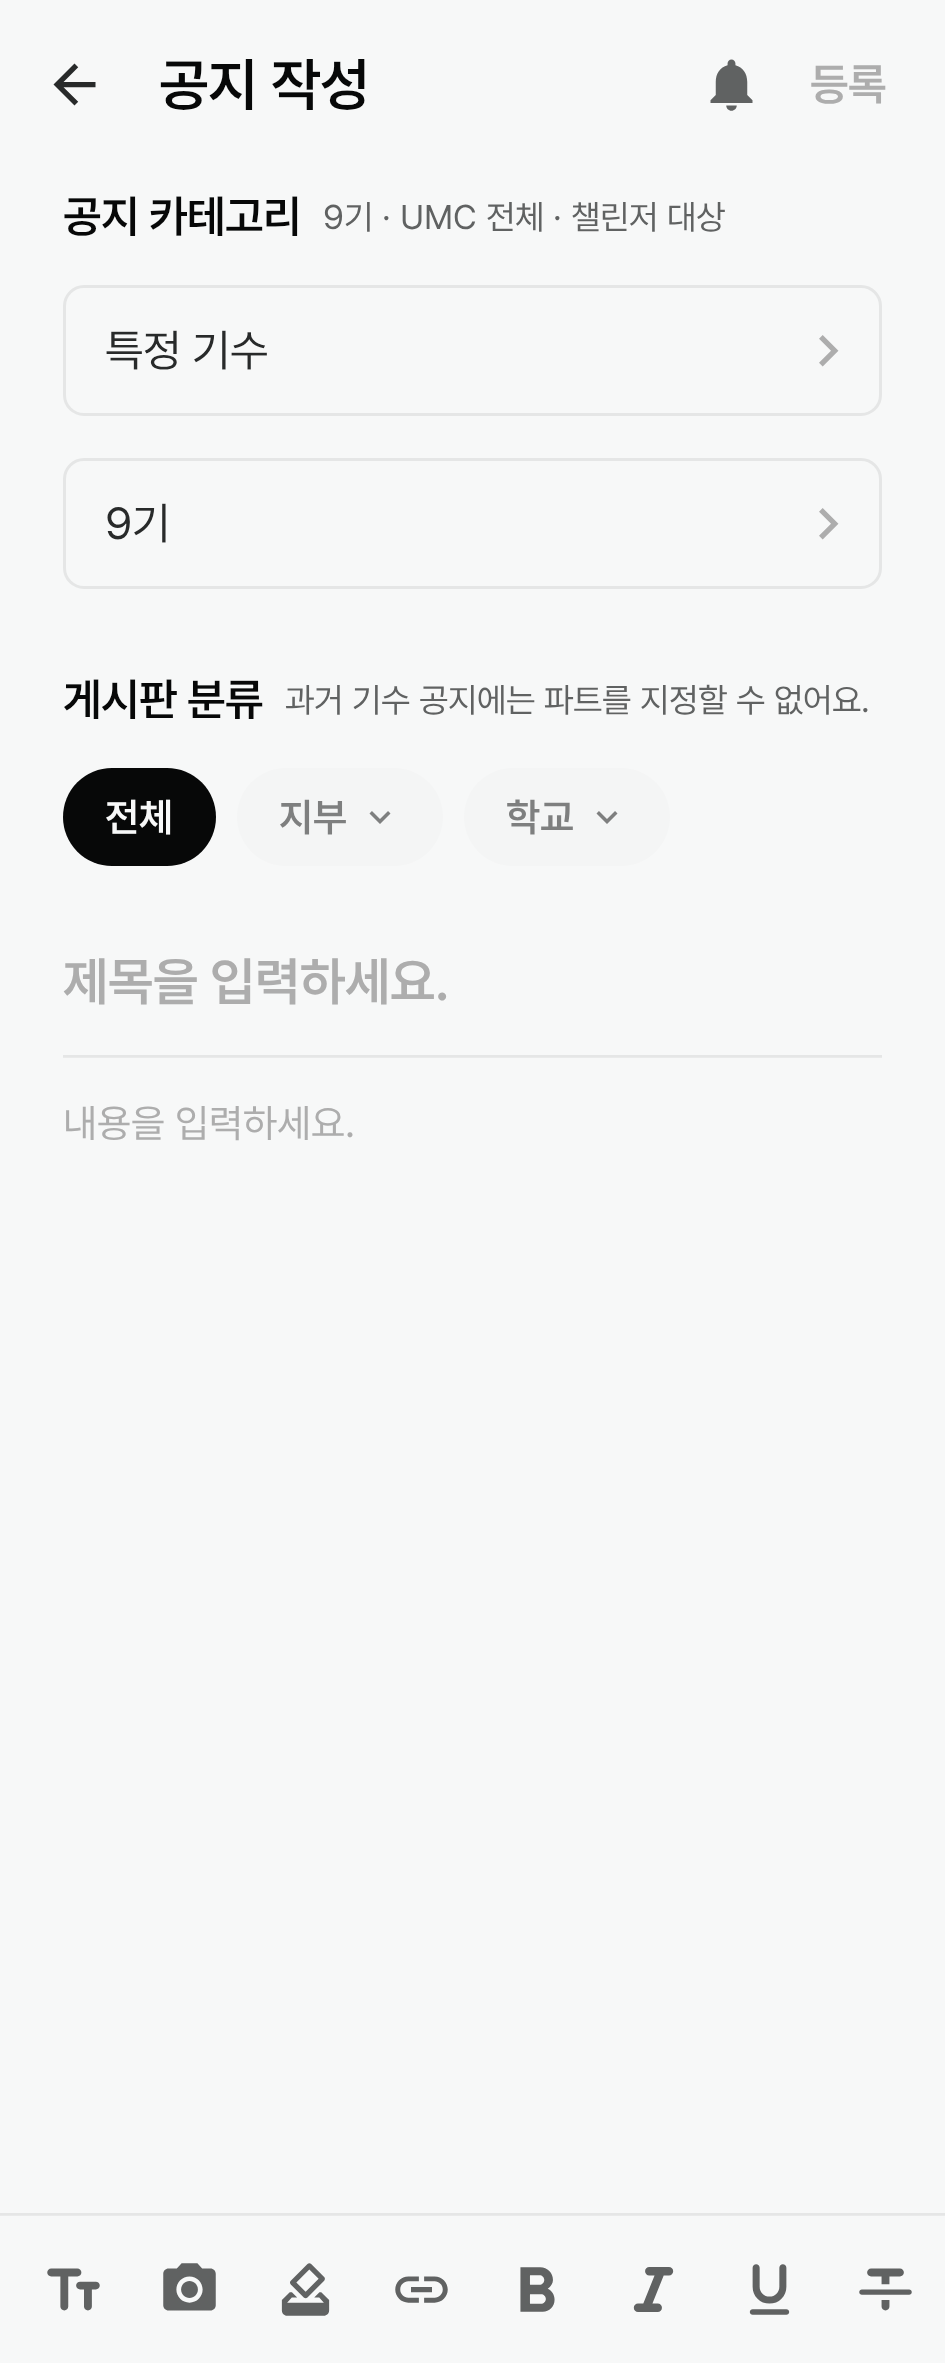 공지 작성
등록
공지 카테고리 9기 · UMC 전체 · 챌린저 대상
특정 기수
9기
게시판 분류 과거 기수 공지에는 파트를 지정할 수 없어요.
전체 지부 학교
제목을 입력하세요.
내용을 입력하세요.